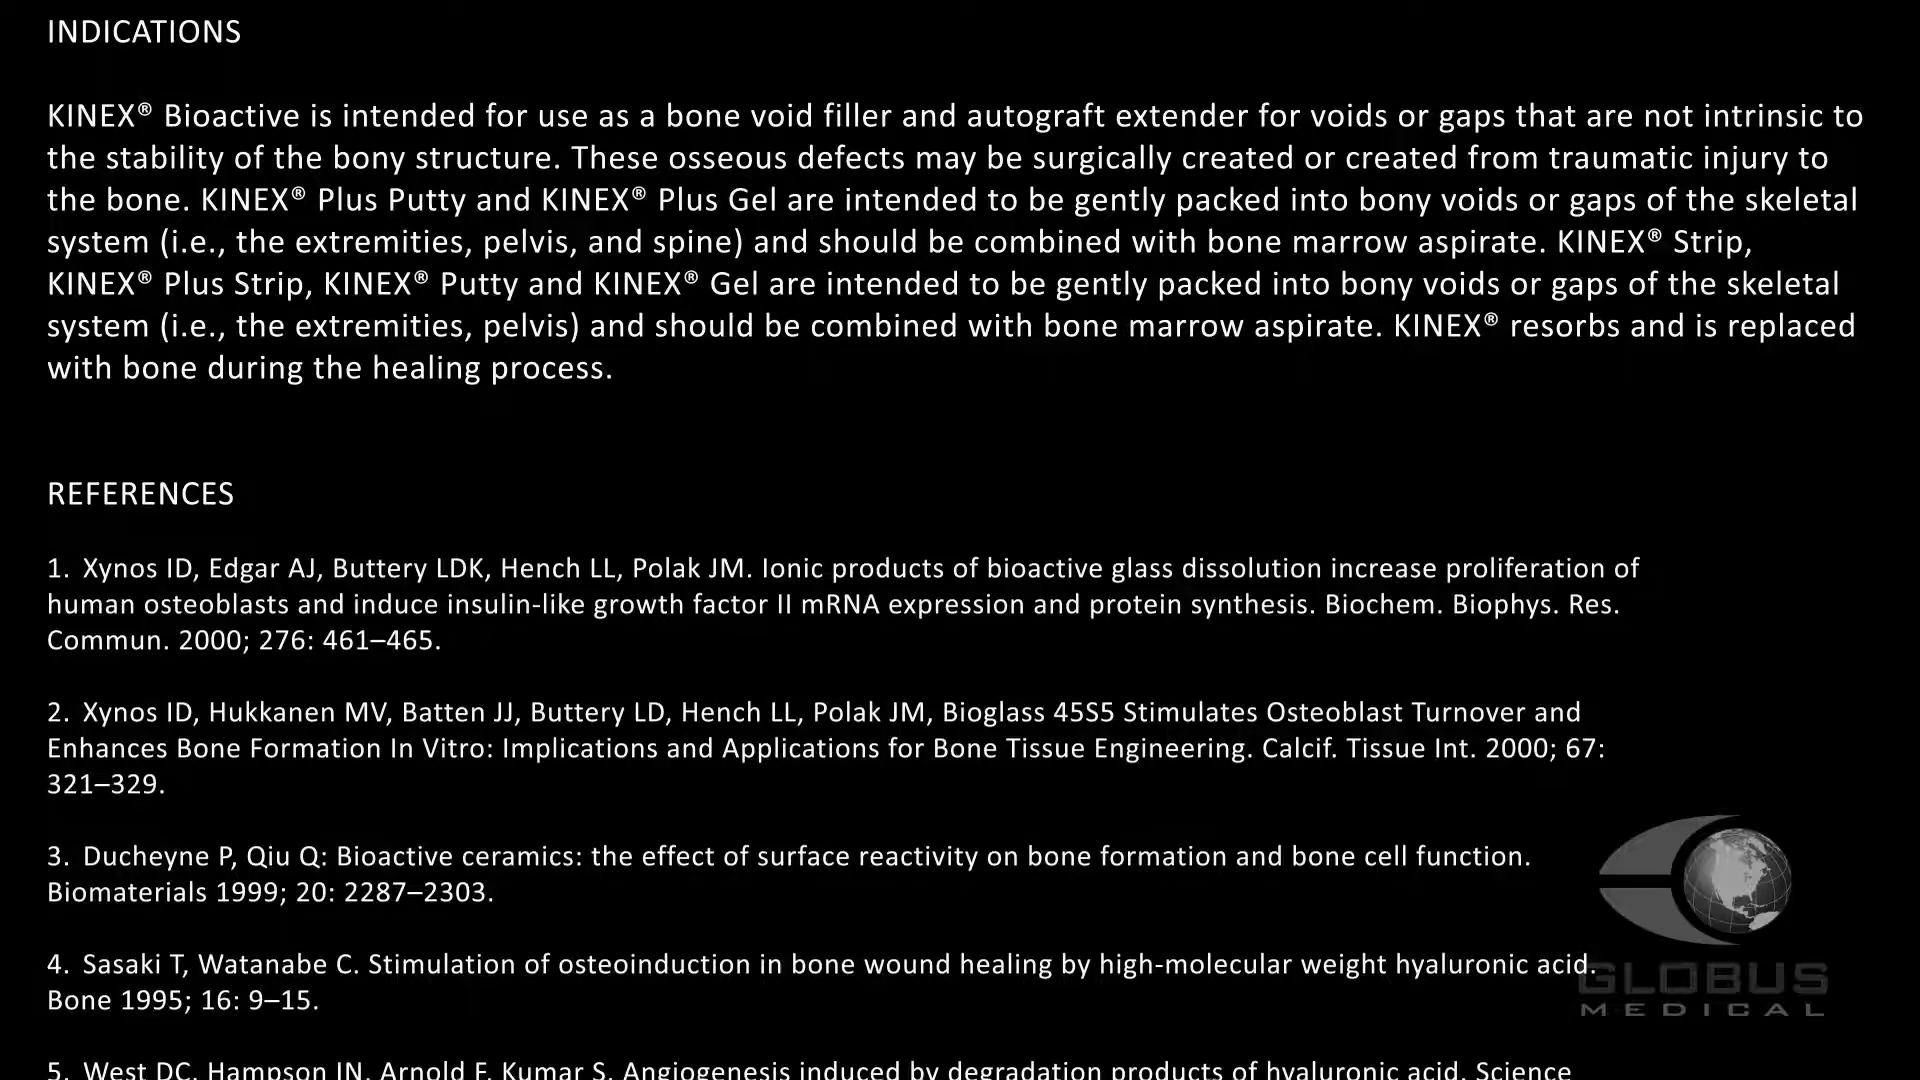 INDICATIONS
KINEX® Bioactive is intended for use as a bone void filler and autograft extender for voids or gaps that are not intrinsic to
the stability of the bony structure. These osseous defects may be surgically created or created from traumatic injury to
the bone. KINEX® Plus Putty and KINEX® Plus Gel are intended to be gently packed into bony voids or gaps of the skeletal
system (i.e., the extremities, pelvis, and spine) and should be combined with bone marrow aspirate. KINEX® Strip,
KINEX® Plus Strip, KINEX® Putty and KINEX® Gel are intended to be gently packed into bony voids or gaps of the skeletal
system (i.e., the extremities, pelvis) and should be combined with bone marrow aspirate. KINEX® resorbs and is replaced
with bone during the healing process.
REFERENCES
1. Xynos ID, Edgar AJ, Buttery LDK, Hench LL, Polak JM. Ionic products of bioactive glass dissolution increase proliferation of
human osteoblasts and induce insulin-like growth factor II mRNA expression and protein synthesis. Biochem. Biophys. Res.
Commun. 2000; 276: 461–465.
2. Xynos ID, Hukkanen MV, Batten JJ, Buttery LD, Hench LL, Polak JM, Bioglass 45S5 Stimulates Osteoblast Turnover and
Enhances Bone Formation In Vitro: Implications and Applications for Bone Tissue Engineering. Calcif. Tissue Int. 2000; 67:
321–329.
3. Ducheyne P, Qiu Q: Bioactive ceramics: the effect of surface reactivity on bone formation and bone cell function.
Biomaterials 1999; 20: 2287–2303.
4. Sasaki T, Watanabe C. Stimulation of osteoinduction in bone wound healing by high-molecular weight hyaluronic acid.
Bone 1995; 16: 9–15.
GLOBUS
MEDICAL
5. West DC, Hampson IN, Arnold F, Kumar S. Angiogenesis induced by degradation products of hyaluronic acid. Science